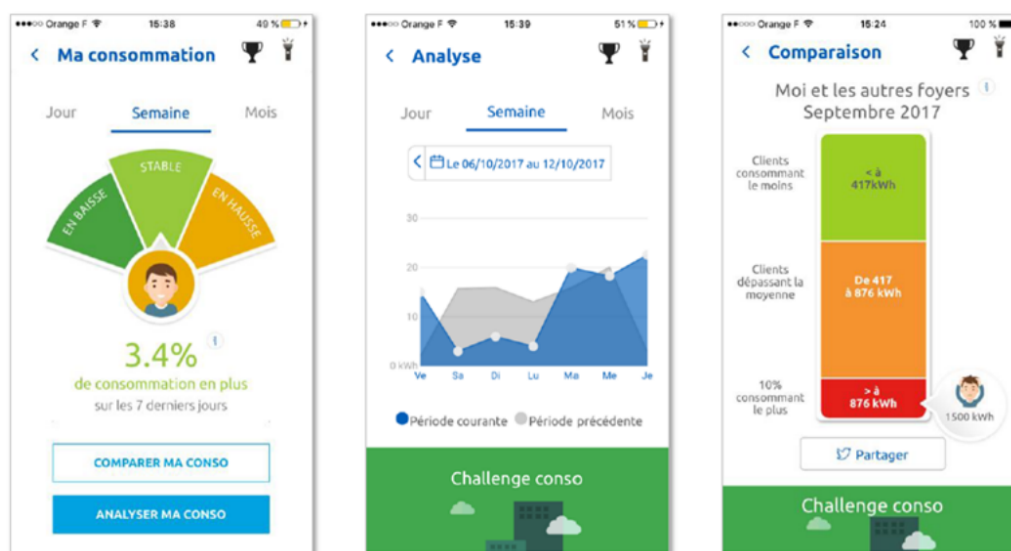 Orange F 15:38 49 %
Ma consommation
Jour Semaine Mois
EN BAISSE
STABLE
EN HAUSSE
3.4%
de consommation en plus
sur les 7 derniers jours
COMPARER MA CONSO
ANALYSER MA CONSO
Orange F 15:39 51 %
Analyse
Jour Semaine Mois
Le 06/10/2017 au 12/10/2017
30
20
10
0 kWh
Ve Sa Di Lu Ma Me Je
Période courante Période précédente
Challenge conso
Orange F 15:24 100 %
Comparaison
Moi et les autres foyers
Septembre 2017
Clients
consommant
le moins
< à
417kWh
Clients
dépassant la
moyenne
De 417
à 876 kWh
10%
consommant
le plus
> à
876 kWh
1500 kWh
Partager
Challenge conso